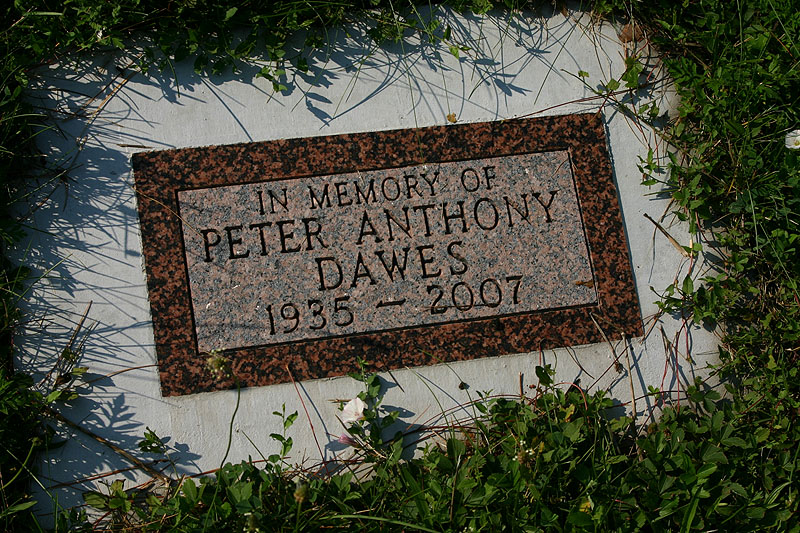 IN MEMORY OF
PETER ANTHONY
DAWES
1935 - 2007